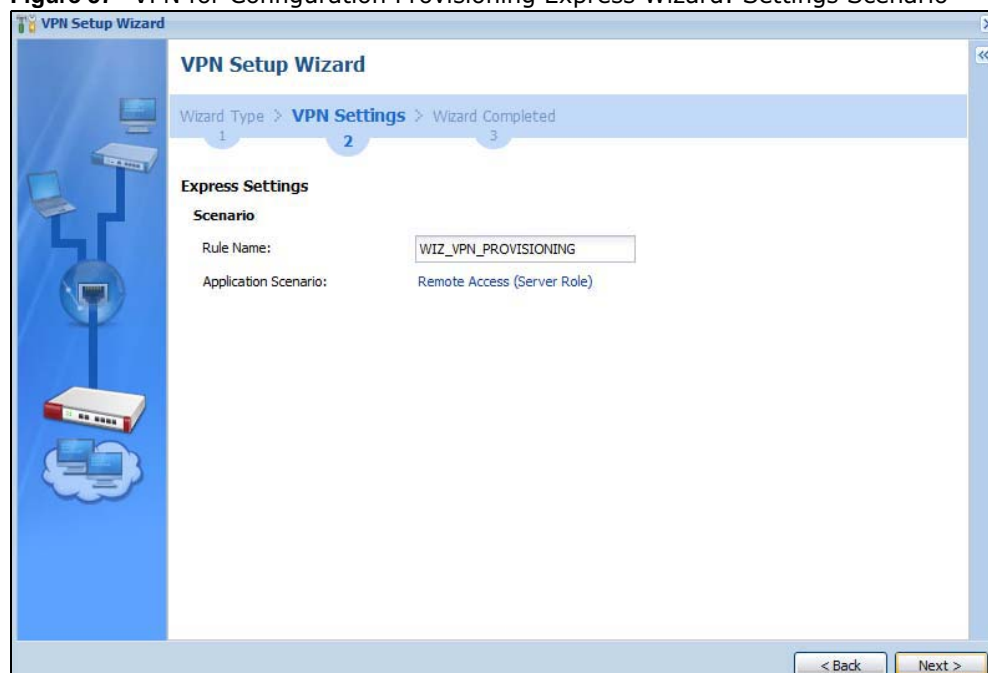 VPN for Configuration Provisioning Express Wizard: Settings Scenario
VPN Setup Wizard
VPN Setup Wizard
Wizard Type > VPN Settings > Wizard Completed
1 2 3
Express Settings
Scenario
Rule Name: WIZ_VPN_PROVISIONING
Application Scenario: Remote Access (Server Role)
< Back Next >